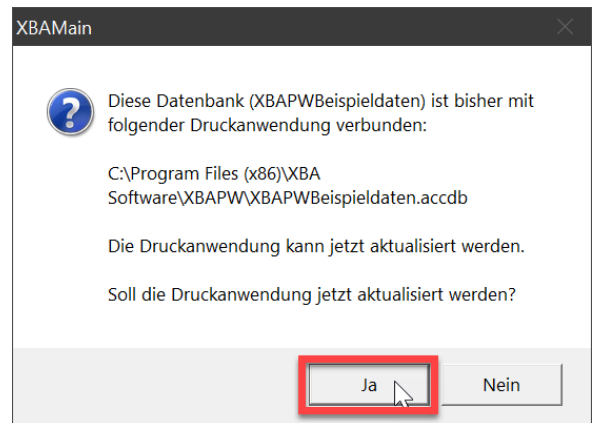 XBAMain
Diese Datenbank (XBAPWBeispieldaten) ist bisher mit
folgender Druckanwendung verbunden:
C:\Program Files (x86)\XBA
Software\XBAPW\XBAPWBeispieldaten.accdb
Die Druckanwendung kann jetzt aktualisiert werden.
Soll die Druckanwendung jetzt aktualisiert werden?
Ja
Nein